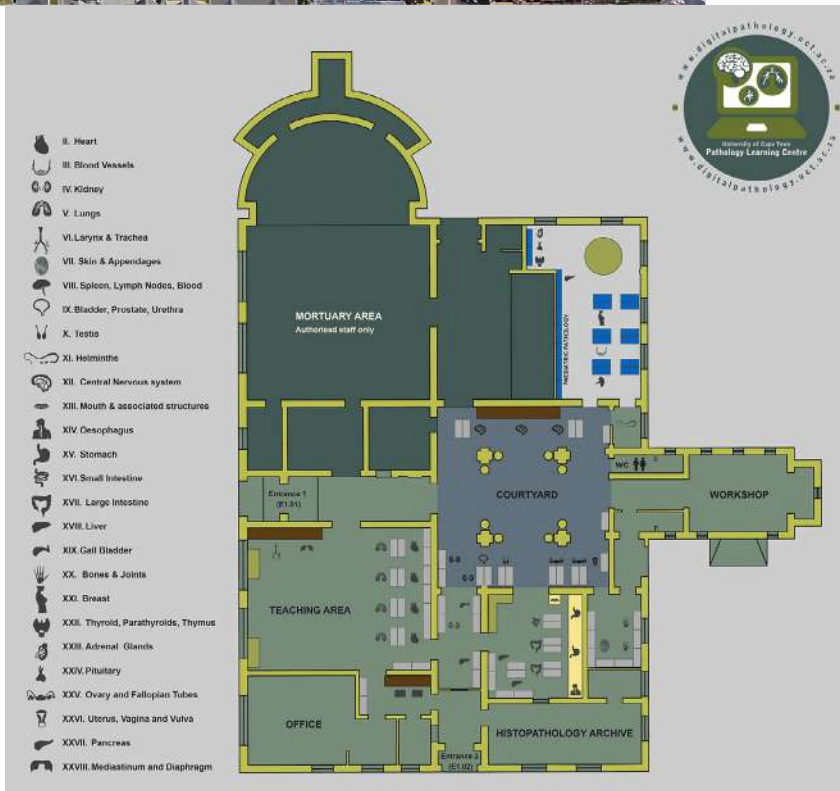 www.digitalpathology.uct.ac.za
University of Cape Town
Pathology Learning Centre
www.digitalpathology.uct.ac.za
II. Heart
III. Blood Vessels
IV. Kidney
V. Lungs
VI. Larynx & Trachea
VII. Skin & Appendages
VIII. Spleen, Lymph Nodes, Blood
IX. Bladder, Prostate, Urethra
X. Testis
XI. Helminths
XII. Central Nervous system
XIII. Mouth & associated structures
XIV. Oesophagus
XV. Stomach
XVI. Small Intestine
XVII. Large Intestine
XVIII. Liver
XIX. Gall Bladder
XX. Bones & Joints
XXI. Breast
XXII. Thyroid, Parathyroids, Thymus
XXIII. Adrenal Glands
XXIV. Pituitary
XXV. Ovary and Fallopian Tubes
XXVI. Uterus, Vagina and Vulva
XXVII. Pancreas
XXVIII. Mediastinum and Diaphragm
MORTUARY AREA
Authorised staff only
PAEDIATRIC PATHOLOGY
WC
Entrance 1
(E1.01)
COURTYARD
WORKSHOP
TEACHING AREA
OFFICE
HISTOPATHOLOGY ARCHIVE
Entrance 2
(E1.02)